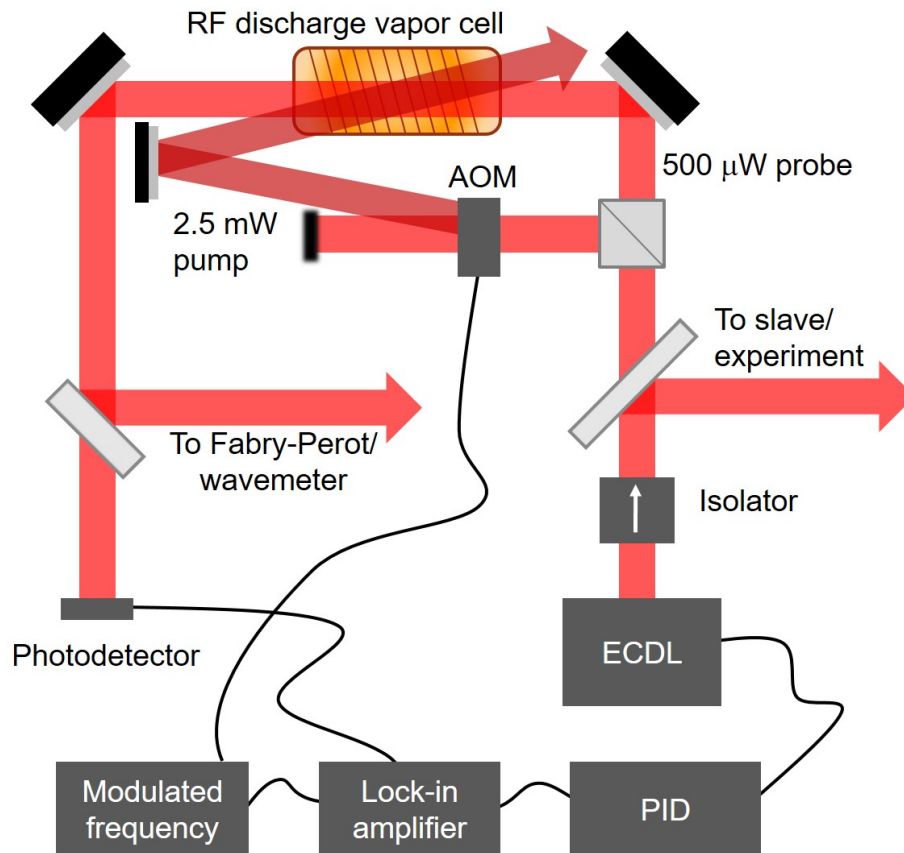 RF discharge vapor cell
500 μW probe
AOM
2.5 mW
pump
To slave/
experiment
To Fabry-Perot/
wavemeter
Isolator
Photodetector
ECDL
Modulated
frequency
Lock-in
amplifier
PID